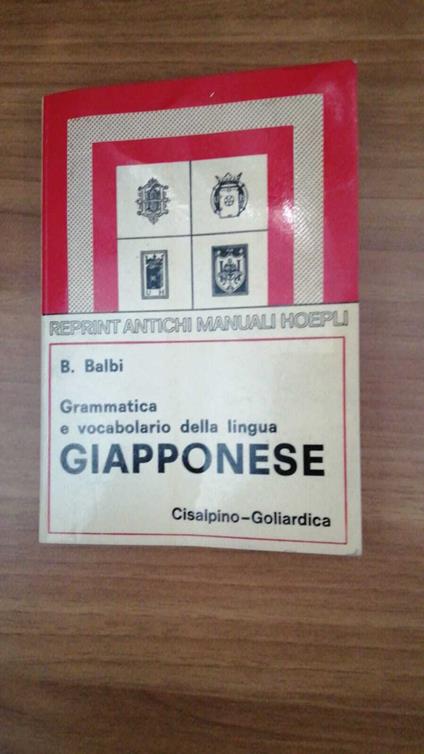 REPRINT ANTICHI MANUALI HOEPLI
B. Balbi
Grammatica
e vocabolario della lingua
GIAPPONESE
Cisalpino-Goliardica